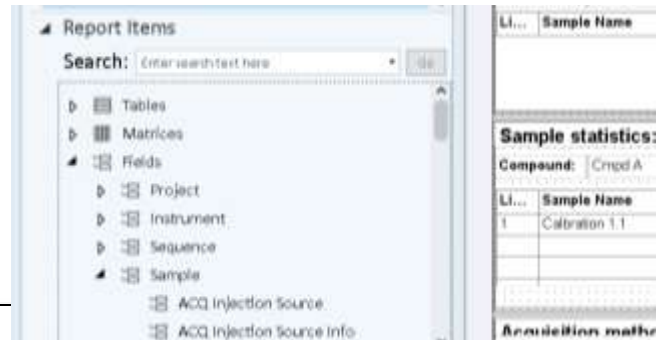 Report Items
Search: Enter search text here Go
Tables
Matrices
Fields
Project
Instrument
Sequence
Sample
ACQ Injection Source
ACQ Injection Source Info
Li... Sample Name
Sample statistics:
Compound: Cmpd A
Li... Sample Name
1 Calibration 1.1
Acquisition metho